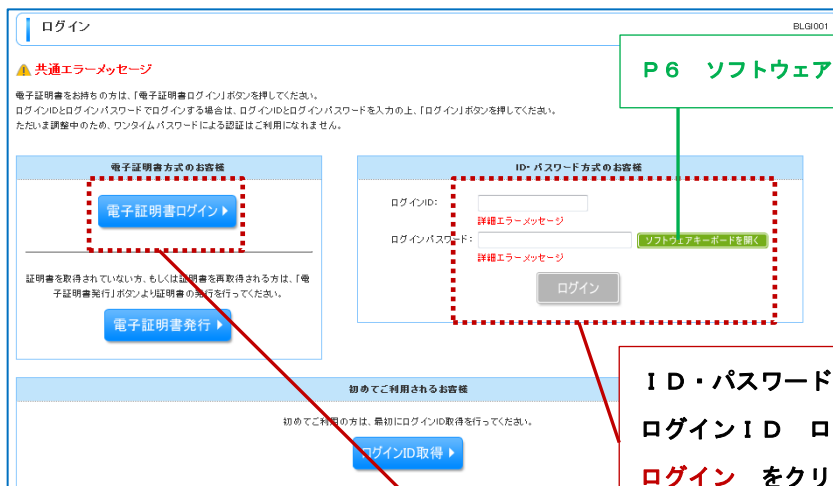 ログイン
BLGI001
共通エラーメッセージ
電子証明書をお持ちの方は、「電子証明書ログイン」ボタンを押してください。
ログインIDとログインパスワードでログインする場合は、ログインIDとログインパスワードを入力の上、「ログイン」ボタンを押してください。
ただいま調整中のため、ワンタイムパスワードによる認証はご利用になれません。
P6 ソフトウェア
電子証明書方式のお客様
電子証明書ログイン
証明書を取得されていない方、もしくは証明書を再取得される方は、「電
子証明書発行」ボタンより証明書の発行を行ってください。
電子証明書発行
ID・パスワード方式のお客様
ログインID:
詳細エラーメッセージ
ログインパスワード:
ソフトウェアキーボードを開く
詳細エラーメッセージ
ログイン
初めてご利用されるお客様
初めてご利用の方は、最初にログインID取得を行ってください。
ログインID取得
ID・パスワード
ログインID ロ
ログイン をクリ